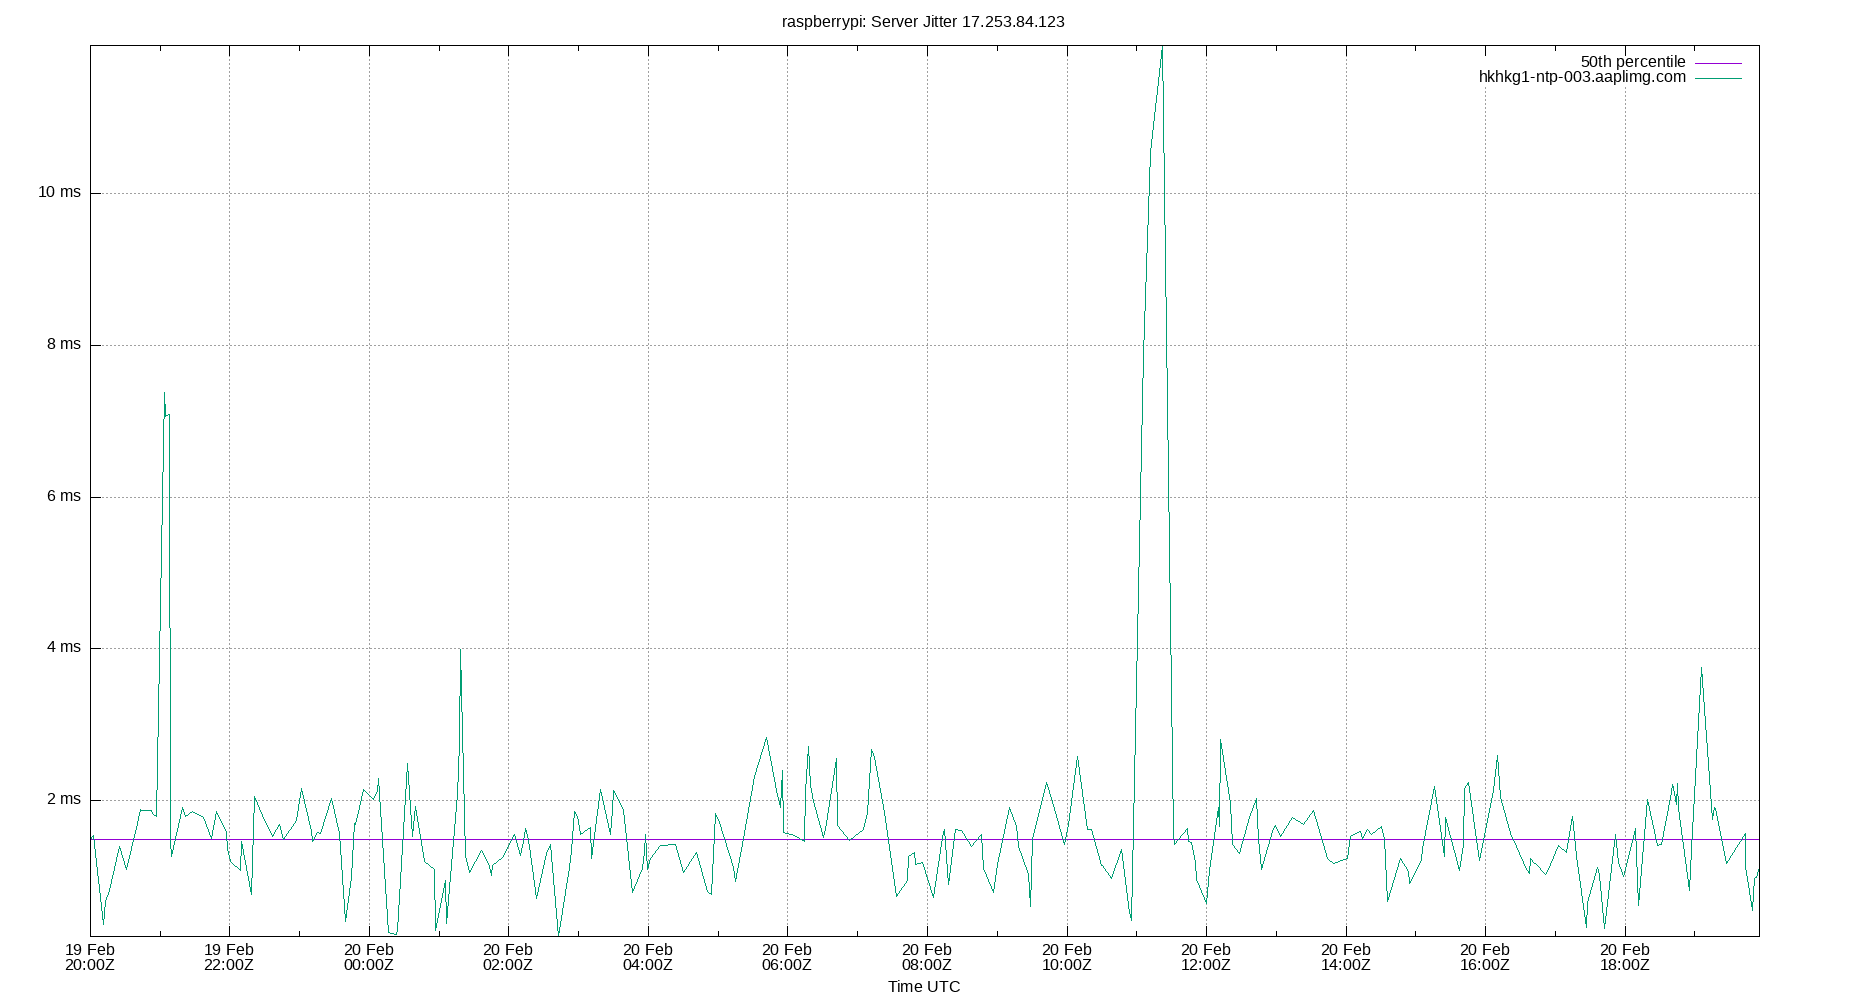 raspberrypi: Server Jitter 17.253.84.123
50th percentile
hkhkg1-ntp-003.aaplimg.com
10 ms
8 ms
6 ms
4 ms
2 ms
19 Feb 19 Feb 20 Feb 20 Feb 20 Feb 20 Feb 20 Feb 20 Feb 20 Feb 20 Feb 20 Feb 20 Feb
20:00Z 22:00Z 00:00Z 02:00Z 04:00Z 06:00Z 08:00Z 10:00Z 12:00Z 14:00Z 16:00Z 18:00Z
Time UTC